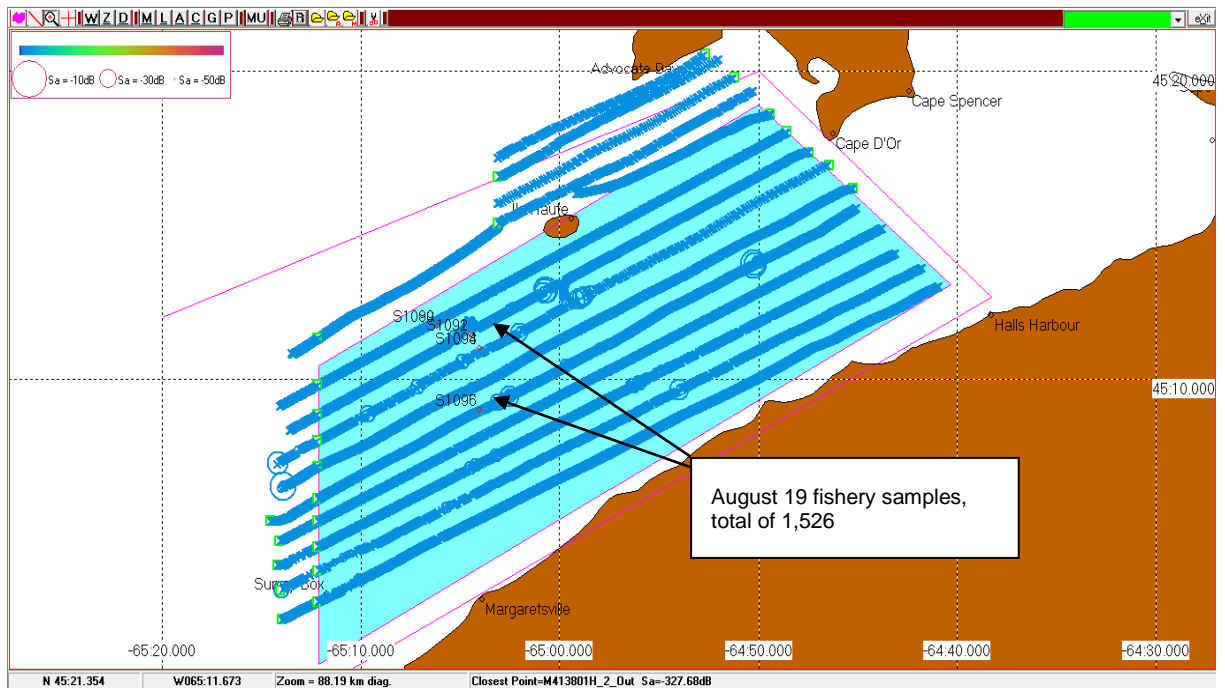 W Z D M L A C G P MU eXit
Sa = -10dB Sa = -30dB Sa = -50dB
Advocate Bay
45:20.000
Cape Spencer
Cape D'Or
Ile Haute
S1092
S1094
Halls Harbour
45:10.000
S1096
August 19 fishery samples,
total of 1,526
Box
Margaretsville
-65:20.000 -65:10.000 -65:00.000 -64:50.000 -64:40.000 -64:30.000
N 45:21.354 W065:11.673 Zoom = 88.19 km diag. Closest Point=M413801H_2_Out Sa=-327.68dB